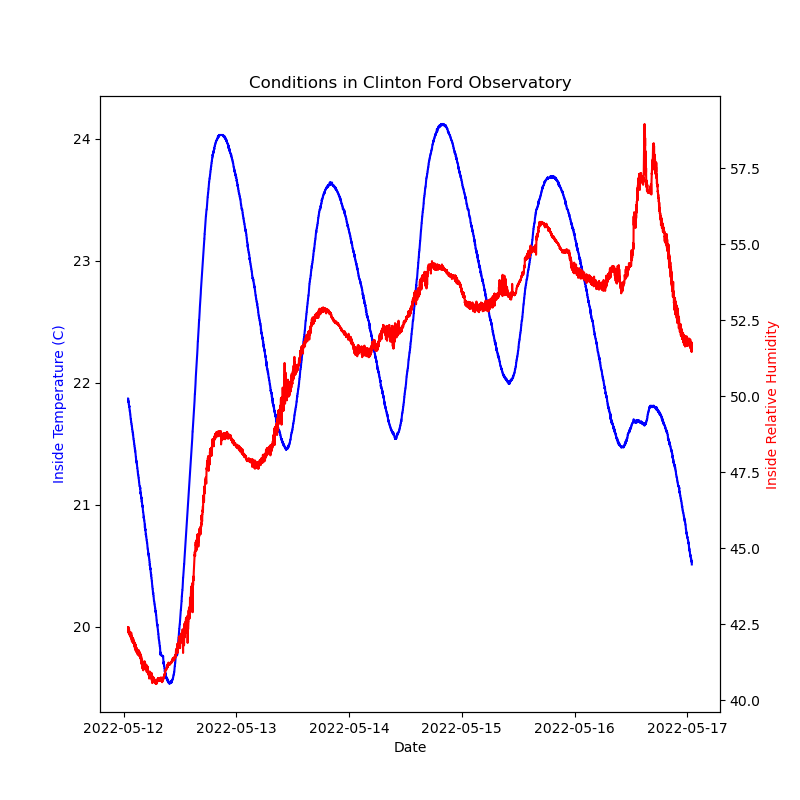 Conditions in Clinton Ford Observatory
24
23
22
21
20
Inside Temperature (C)
57.5
55.0
52.5
50.0
47.5
45.0
42.5
40.0
Inside Relative Humidity
2022-05-12 2022-05-13 2022-05-14 2022-05-15 2022-05-16 2022-05-17
Date